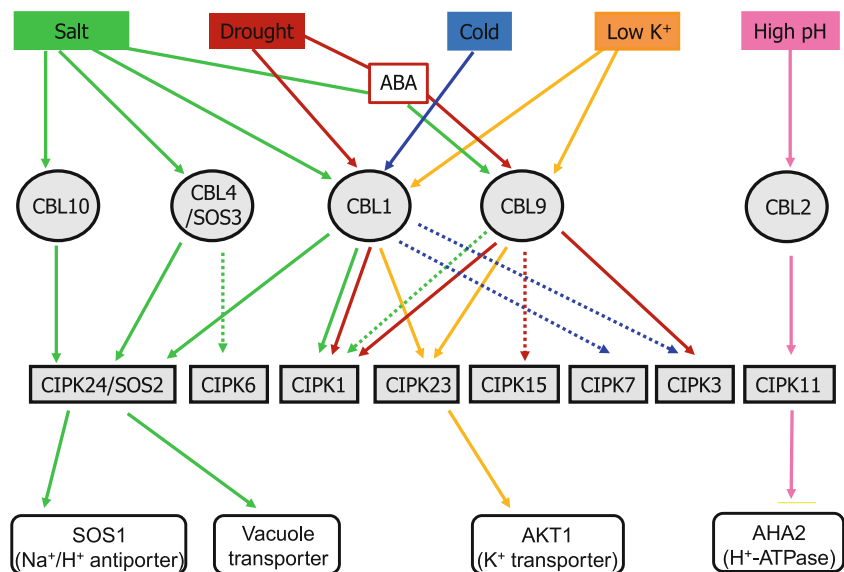 Salt
Drought
Cold
Low K⁺
High pH
ABA
CBL10
CBL4
/SOS3
CBL1
CBL9
CBL2
CIPK24/SOS2
CIPK6
CIPK1
CIPK23
CIPK15
CIPK7
CIPK3
CIPK11
SOS1
(Na⁺/H⁺ antiporter)
Vacuole
transporter
AKT1
(K⁺ transporter)
AHA2
(H⁺-ATPase)